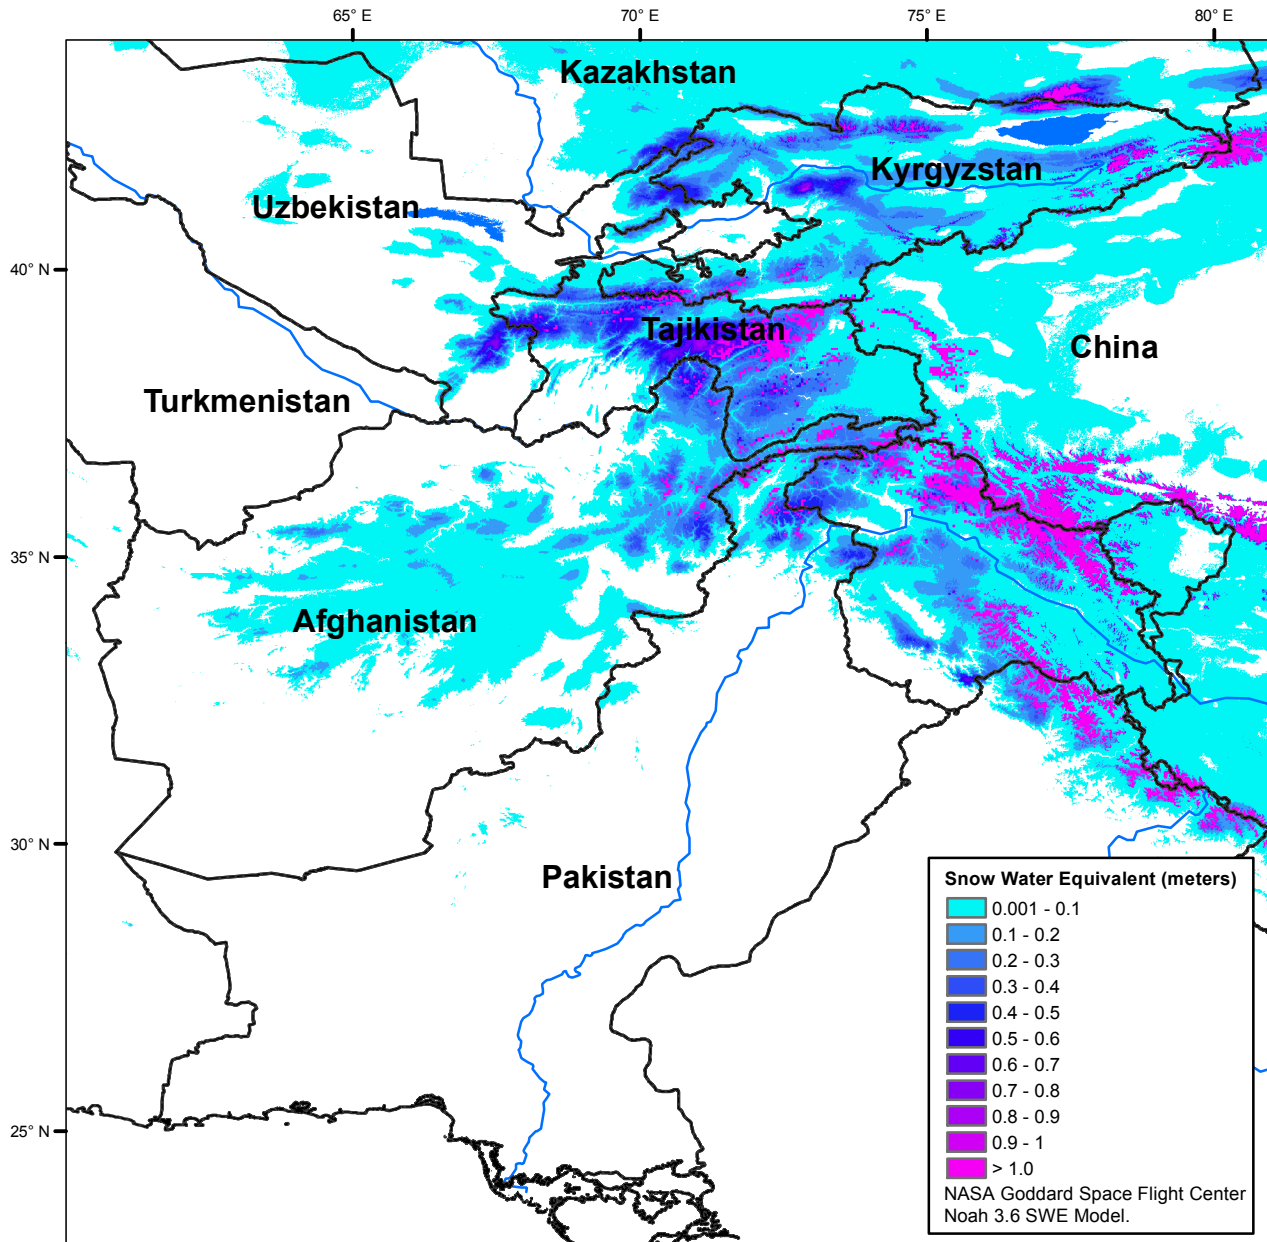 65° E
70° E
75° E
80° E
Kazakhstan
Kyrgyzstan
Uzbekistan
40° N
Tajikistan
China
Turkmenistan
35° N
Afghanistan
30° N
Pakistan
25° N
Snow Water Equivalent (meters)
0.001 - 0.1
0.1 - 0.2
0.2 - 0.3
0.3 - 0.4
0.4 - 0.5
0.5 - 0.6
0.6 - 0.7
0.7 - 0.8
0.8 - 0.9
0.9 - 1
> 1.0
NASA Goddard Space Flight Center
Noah 3.6 SWE Model.